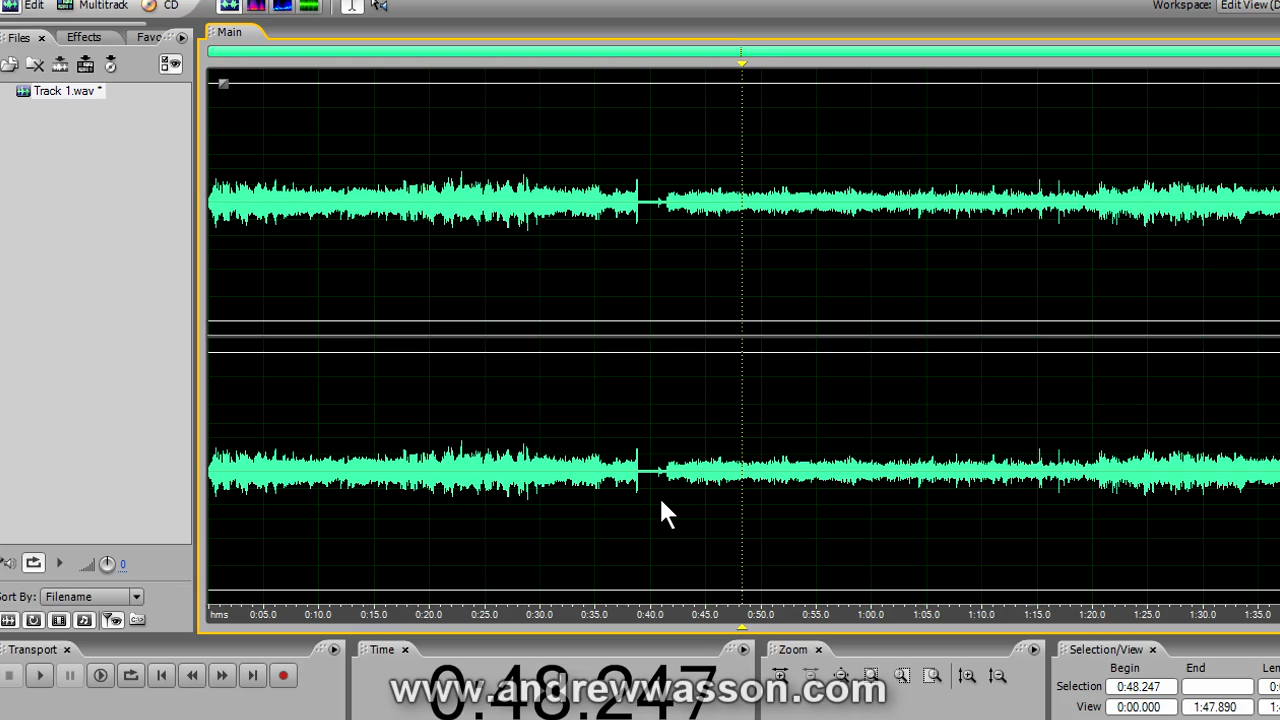 Edit Multitrack CD Workspace: Edit View (D
Files Effects Favo Main
Track 1.wav *
hms 0:05.0 0:10.0 0:15.0 0:20.0 0:25.0 0:30.0 0:35.0 0:40.0 0:45.0 0:50.0 0:55.0 1:00.0 1:05.0 1:10.0 1:15.0 1:20.0 1:25.0 1:30.0 1:35.0
0
Sort By: Filename
Transport Time Zoom Selection/View
Begin End Len
Selection 0:48.247 0:0
View 0:00.000 1:47.890 1:
0:48.247
www.andrewwasson.com